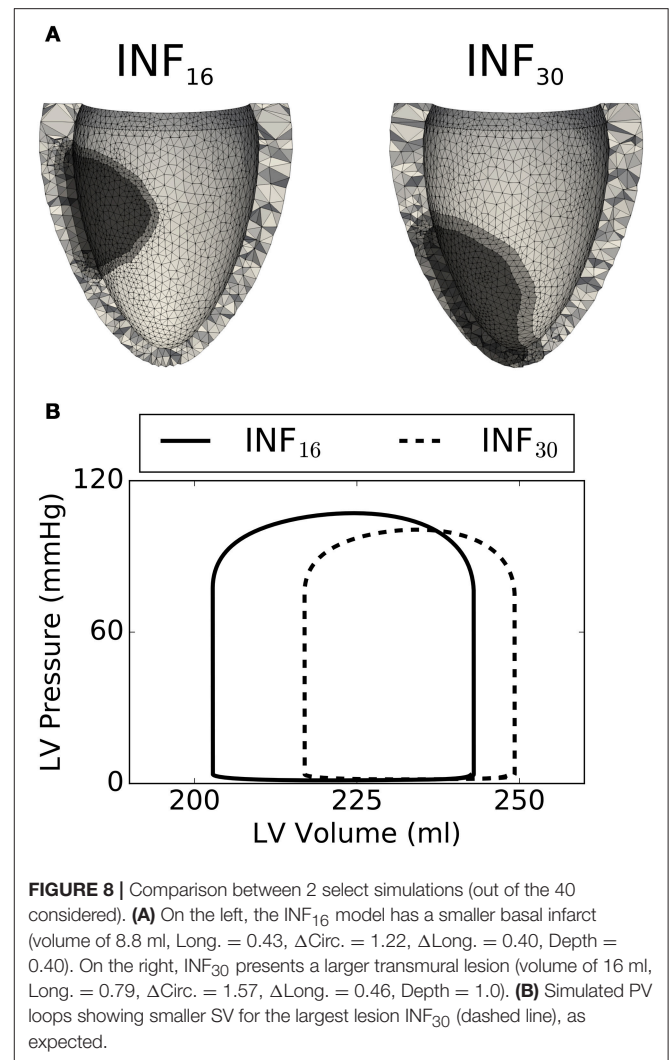 A
INF₁₆ INF₃₀
B
INF₁₆ INF₃₀
120
60
0
LV Pressure (mmHg)
200 225 250
LV Volume (ml)
FIGURE 8 | Comparison between 2 select simulations (out of the 40
considered). (A) On the left, the INF₁₆ model has a smaller basal infarct
(volume of 8.8 ml, Long. = 0.43, ΔCirc. = 1.22, ΔLong. = 0.40, Depth =
0.40). On the right, INF₃₀ presents a larger transmural lesion (volume of 16 ml,
Long. = 0.79, ΔCirc. = 1.57, ΔLong. = 0.46, Depth = 1.0). (B) Simulated PV
loops showing smaller SV for the largest lesion INF₃₀ (dashed line), as
expected.